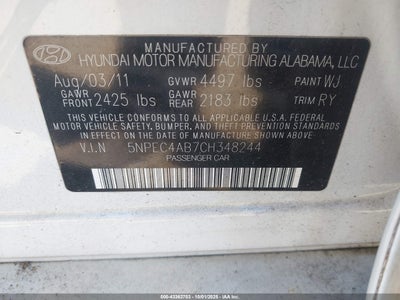 MANUFACTURED BY
HYUNDAI MOTOR MANUFACTURING ALABAMA, LLC
Aug/03/11 GVWR 4497 lbs PAINT WJ
GAWR FRONT 2425 lbs GAWR REAR 2183 lbs TRIM RY
THIS VEHICLE CONFORMS TO ALL APPLICABLE U.S.A. FEDERAL
MOTOR VEHICLE SAFETY, BUMPER, AND THEFT PREVENTION
STANDARDS IN EFFECT ON THE DATE OF MANUFACTURE SHOWN ABOVE.
V.I.N 5NPEC4AB7CH348244
PASSENGER CAR